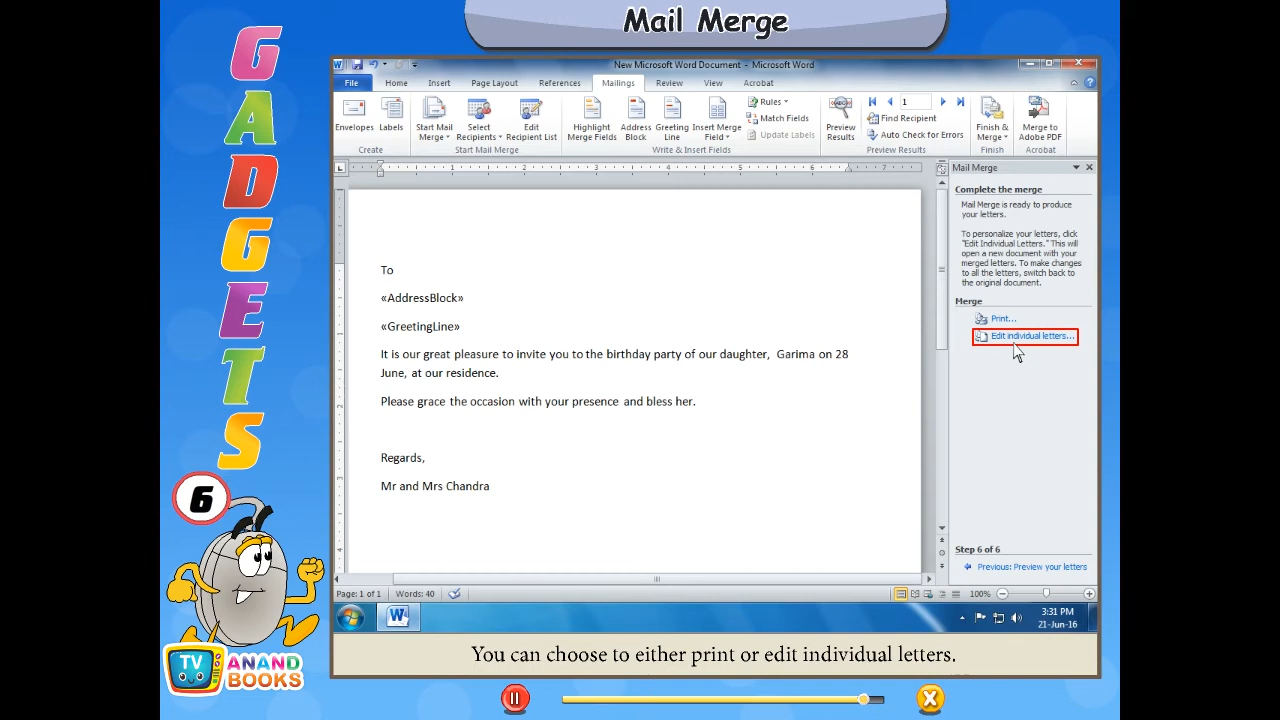 Mail Merge
GADGETS
6
TV
ANAND
BOOKS
New Microsoft Word Document - Microsoft Word
File Home Insert Page Layout References Mailings Review View Acrobat
Envelopes Labels
Create
Start Mail Merge
Select Recipients
Edit Recipient List
Start Mail Merge
Highlight Merge Fields
Address Block
Greeting Line
Insert Merge Field
Rules
Match Fields
Update Labels
Write & Insert Fields
Preview Results
1
Find Recipient
Auto Check for Errors
Preview Results
Finish & Merge
Finish
Merge to Adobe PDF
Acrobat
1 2 3 4 5 6 7
To
«AddressBlock»
«GreetingLine»
It is our great pleasure to invite you to the birthday party of our daughter, Garima on 28
June, at our residence.
Please grace the occasion with your presence and bless her.
Regards,
Mr and Mrs Chandra
Mail Merge
Complete the merge
Mail Merge is ready to produce
your letters.
To personalize your letters, click
"Edit Individual Letters." This will
open a new document with your
merged letters. To make changes
to all the letters, switch back to
the original document.
Merge
Print...
Edit individual letters...
Step 6 of 6
Previous: Preview your letters
Page: 1 of 1 Words: 40
100%
3:31 PM
21-Jun-16
You can choose to either print or edit individual letters.